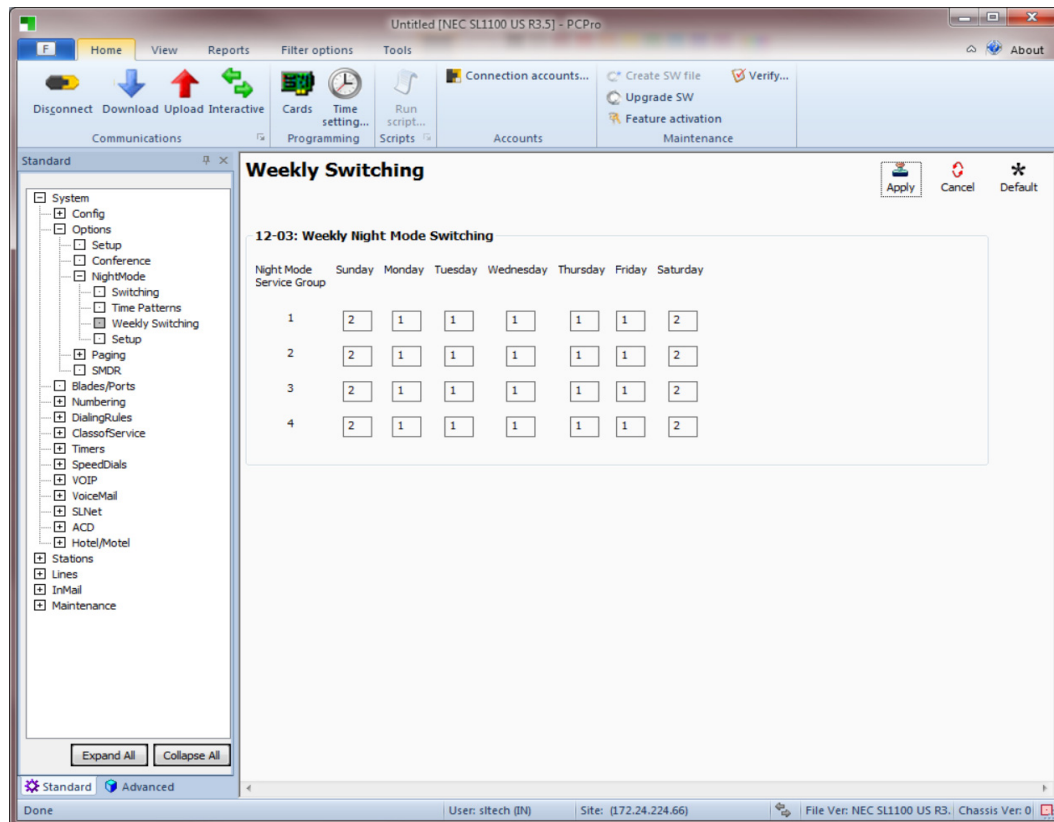 Untitled [NEC SL1100 US R3.5] - PCPro
F Home View Reports Filter options Tools About
Disconnect Download Upload Interactive
Communications
Cards Time setting...
Programming
Run script...
Scripts
Connection accounts...
Accounts
Create SW file Verify...
Upgrade SW
Feature activation
Maintenance
Standard
System
Config
Options
Setup
Conference
NightMode
Switching
Time Patterns
Weekly Switching
Setup
Paging
SMDR
Blades/Ports
Numbering
DialingRules
ClassofService
Timers
SpeedDials
VOIP
VoiceMail
SLNet
ACD
Hotel/Motel
Stations
Lines
InMail
Maintenance
Expand All Collapse All
Standard Advanced
Weekly Switching
Apply Cancel Default
12-03: Weekly Night Mode Switching
Night Mode Service Group Sunday Monday Tuesday Wednesday Thursday Friday Saturday
1 2 1 1 1 1 1 2
2 2 1 1 1 1 1 2
3 2 1 1 1 1 1 2
4 2 1 1 1 1 1 2
Done User: sltech (IN) Site: (172.24.224.66) File Ver: NEC SL1100 US R3. Chassis Ver: 0